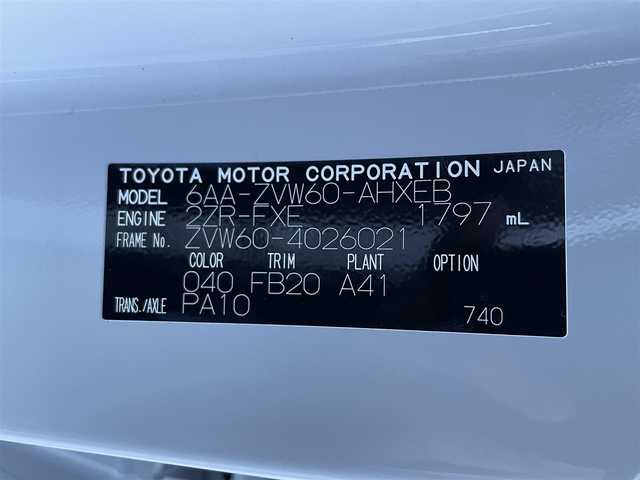 TOYOTA MOTOR CORPORATION JAPAN
MODEL 6AA-ZVW60-AHXEB
ENGINE 2ZR-FXE 1797 mL
FRAME No. ZVW60-4026021
COLOR TRIM PLANT OPTION
040 FB20 A41
TRANS./AXLE PA10
740